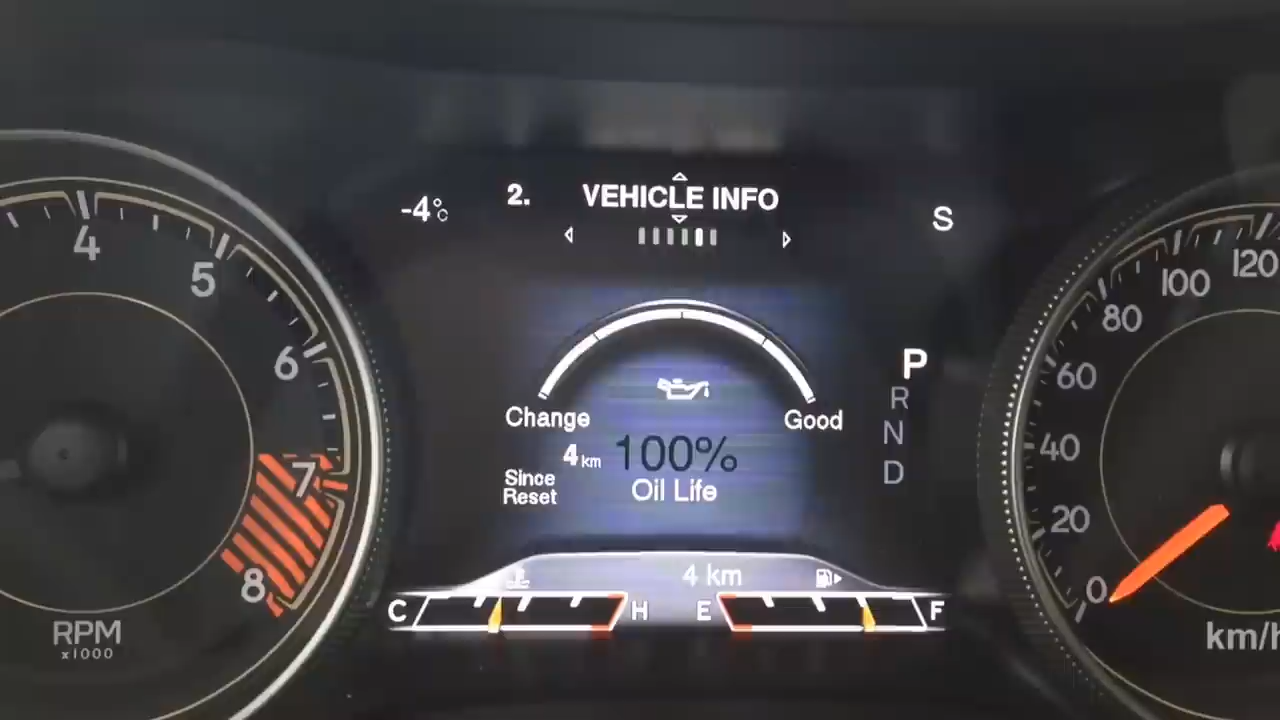 -4°C
2. VEHICLE INFO
S
4
5
6
7
8
RPM
x1000
Change
Good
4 km
100%
Since
Reset
Oil Life
P
R
N
D
4 km
C
H
E
F
120
100
80
60
40
20
0